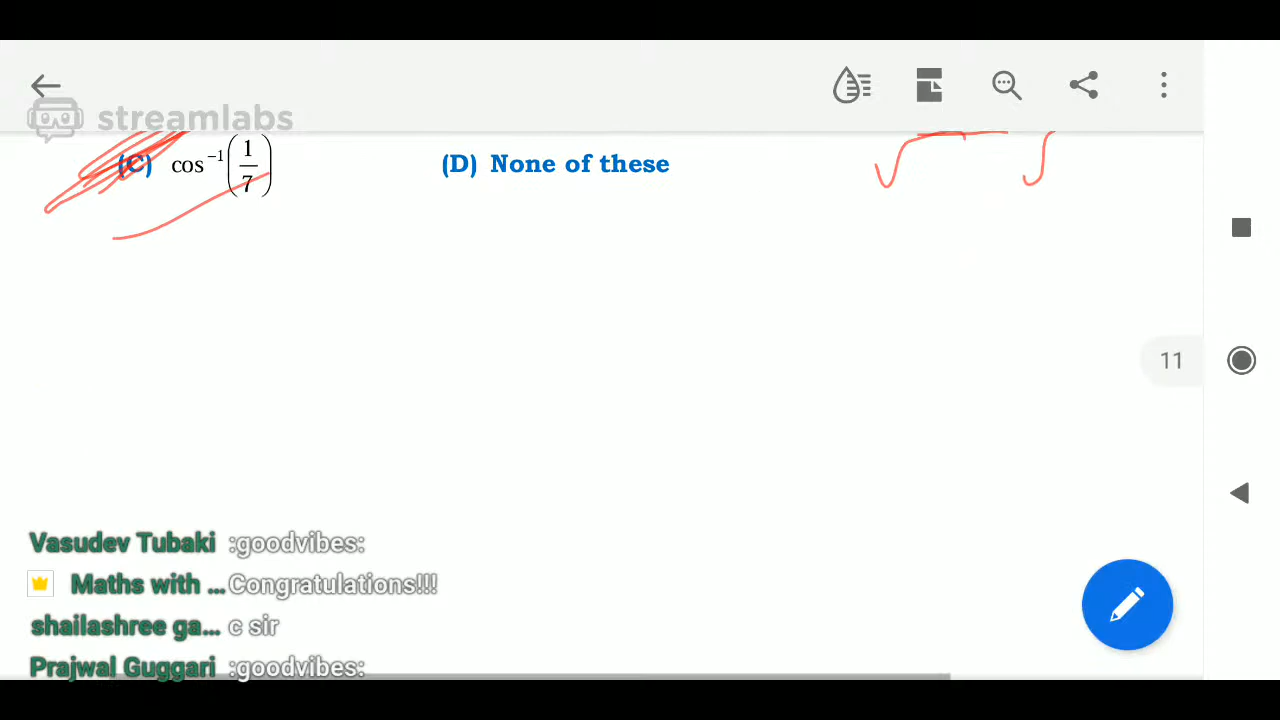 streamlabs
(C) cos⁻¹(1/7) (D) None of these
11
Vasudev Tubaki :goodvibes:
Maths with ... Congratulations!!!
shailashree ga... c sir
Prajwal Guggari :goodvibes: